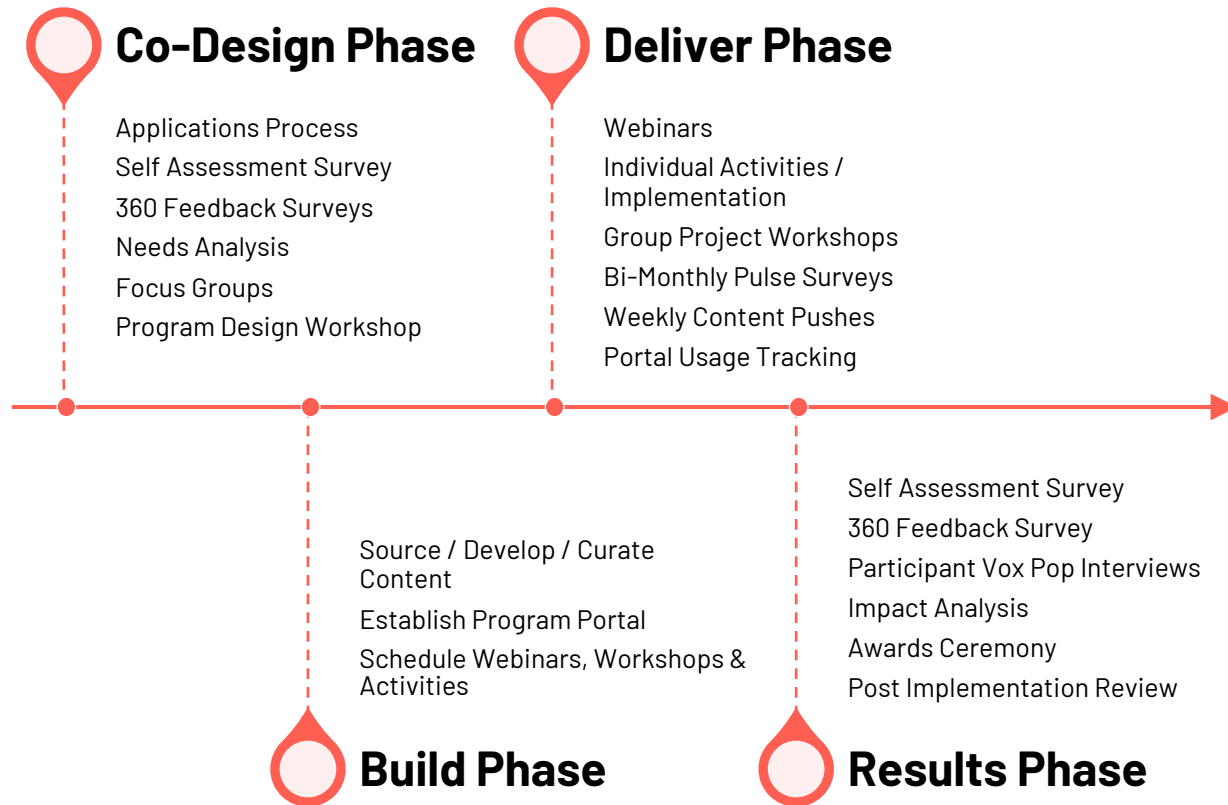 Co-Design Phase
Applications Process
Self Assessment Survey
360 Feedback Surveys
Needs Analysis
Focus Groups
Program Design Workshop
Deliver Phase
Webinars
Individual Activities /
Implementation
Group Project Workshops
Bi-Monthly Pulse Surveys
Weekly Content Pushes
Portal Usage Tracking
Source / Develop / Curate
Content
Establish Program Portal
Schedule Webinars, Workshops &
Activities
Build Phase
Self Assessment Survey
360 Feedback Survey
Participant Vox Pop Interviews
Impact Analysis
Awards Ceremony
Post Implementation Review
Results Phase